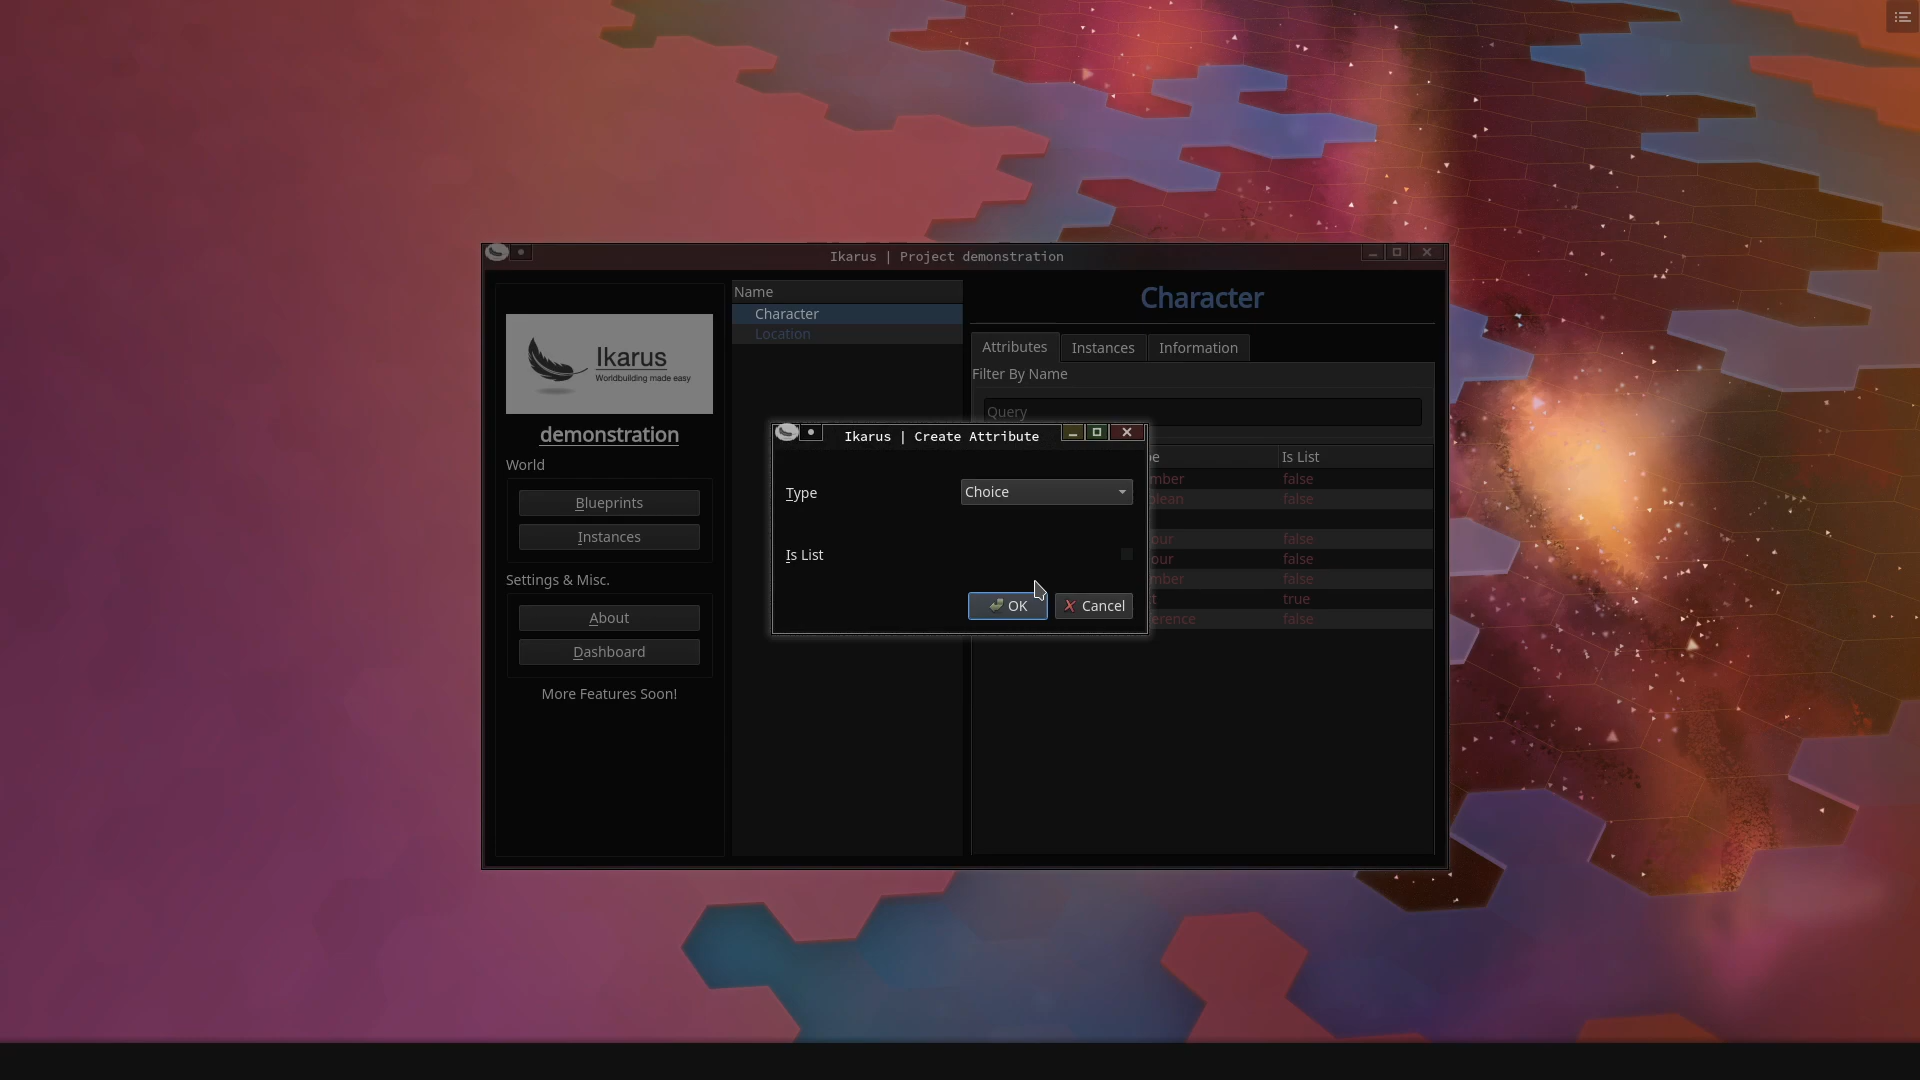 Ikarus | Project demonstration
Ikarus
Worldbuilding made easy
demonstration
World
Blueprints
Instances
Settings & Misc.
About
Dashboard
More Features Soon!
Name
Character
Location
Character
Attributes Instances Information
Filter By Name
Query
Is List
false
false
false
false
false
true
false
Ikarus | Create Attribute
Type Choice
Is List
OK Cancel